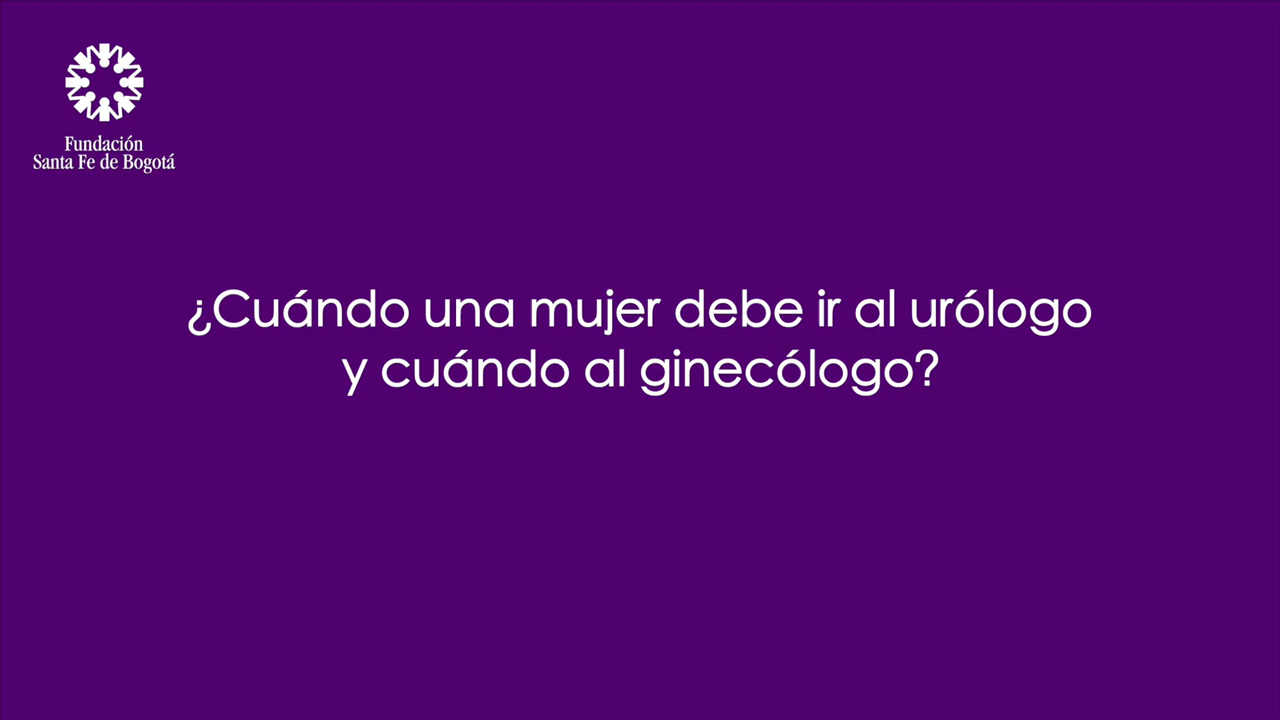 Fundación
Santa Fe de Bogotá
¿Cuándo una mujer debe ir al urólogo
y cuándo al ginecólogo?